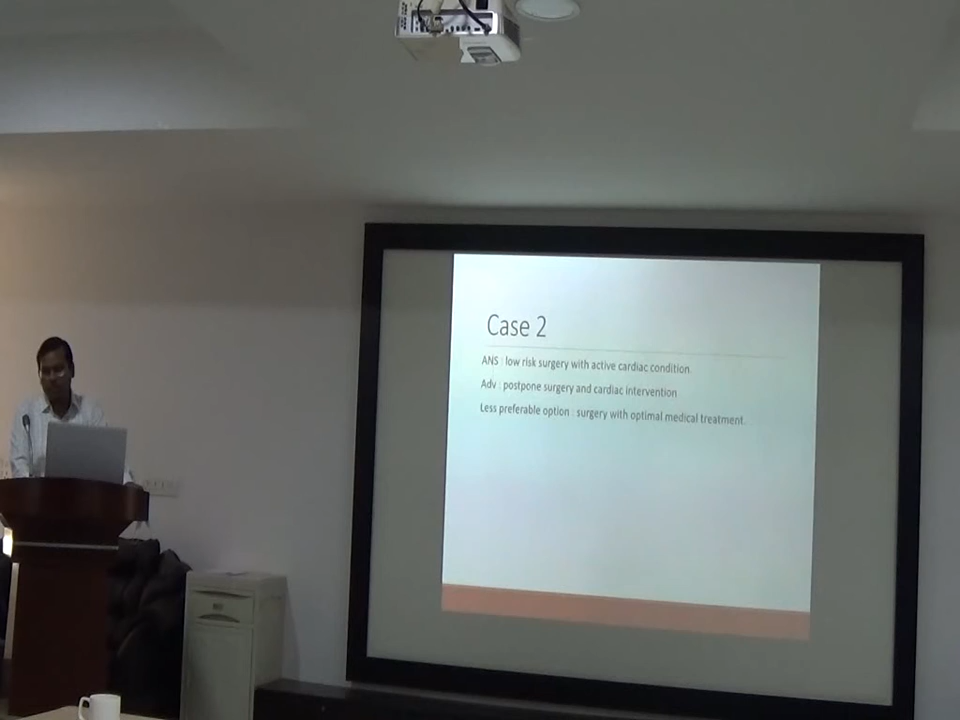 Case 2
ANS : low risk surgery with active cardiac condition.
Adv : postpone surgery and cardiac intervention
Less preferable option : surgery with optimal medical treatment.